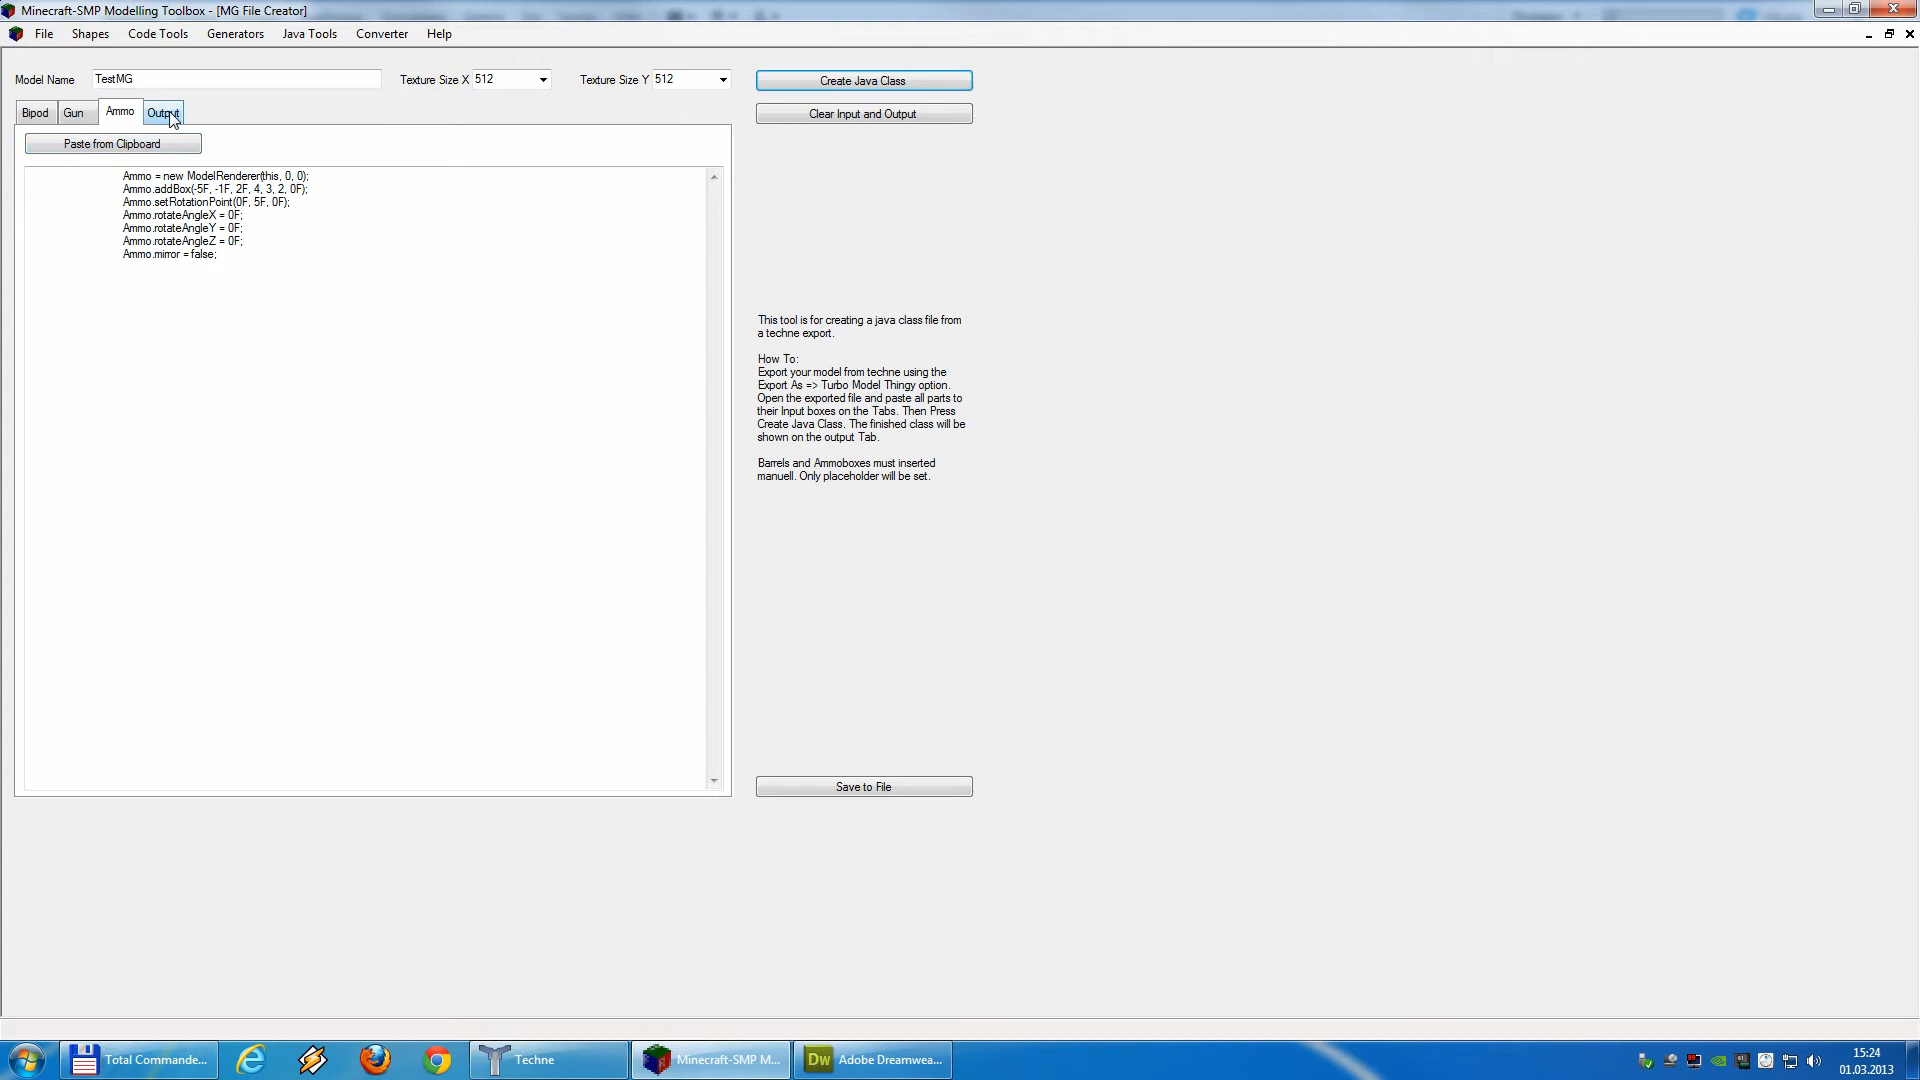 Minecraft-SMP Modelling Toolbox - [MG File Creator]
File Shapes Code Tools Generators Java Tools Converter Help
Model Name TestMG Texture Size X 512 Texture Size Y 512 Create Java Class
Bipod Gun Ammo Output Clear Input and Output
Paste from Clipboard
Ammo = new ModelRenderer(this, 0, 0);
Ammo.addBox(-5F, -1F, 2F, 4, 3, 2, 0F);
Ammo.setRotationPoint(0F, 5F, 0F);
Ammo.rotateAngleX = 0F;
Ammo.rotateAngleY = 0F;
Ammo.rotateAngleZ = 0F;
Ammo.mirror = false;
This tool is for creating a java class file from
a techne export.
How To:
Export your model from techne using the
Export As => Turbo Model Thingy option.
Open the exported file and paste all parts to
their Input boxes on the Tabs. Then Press
Create Java Class. The finished class will be
shown on the output Tab.
Barrels and Ammoboxes must inserted
manuell. Only placeholder will be set.
Save to File
Total Commande... Techne Minecraft-SMP M... Dw Adobe Dreamwea...
15:24
01.03.2013